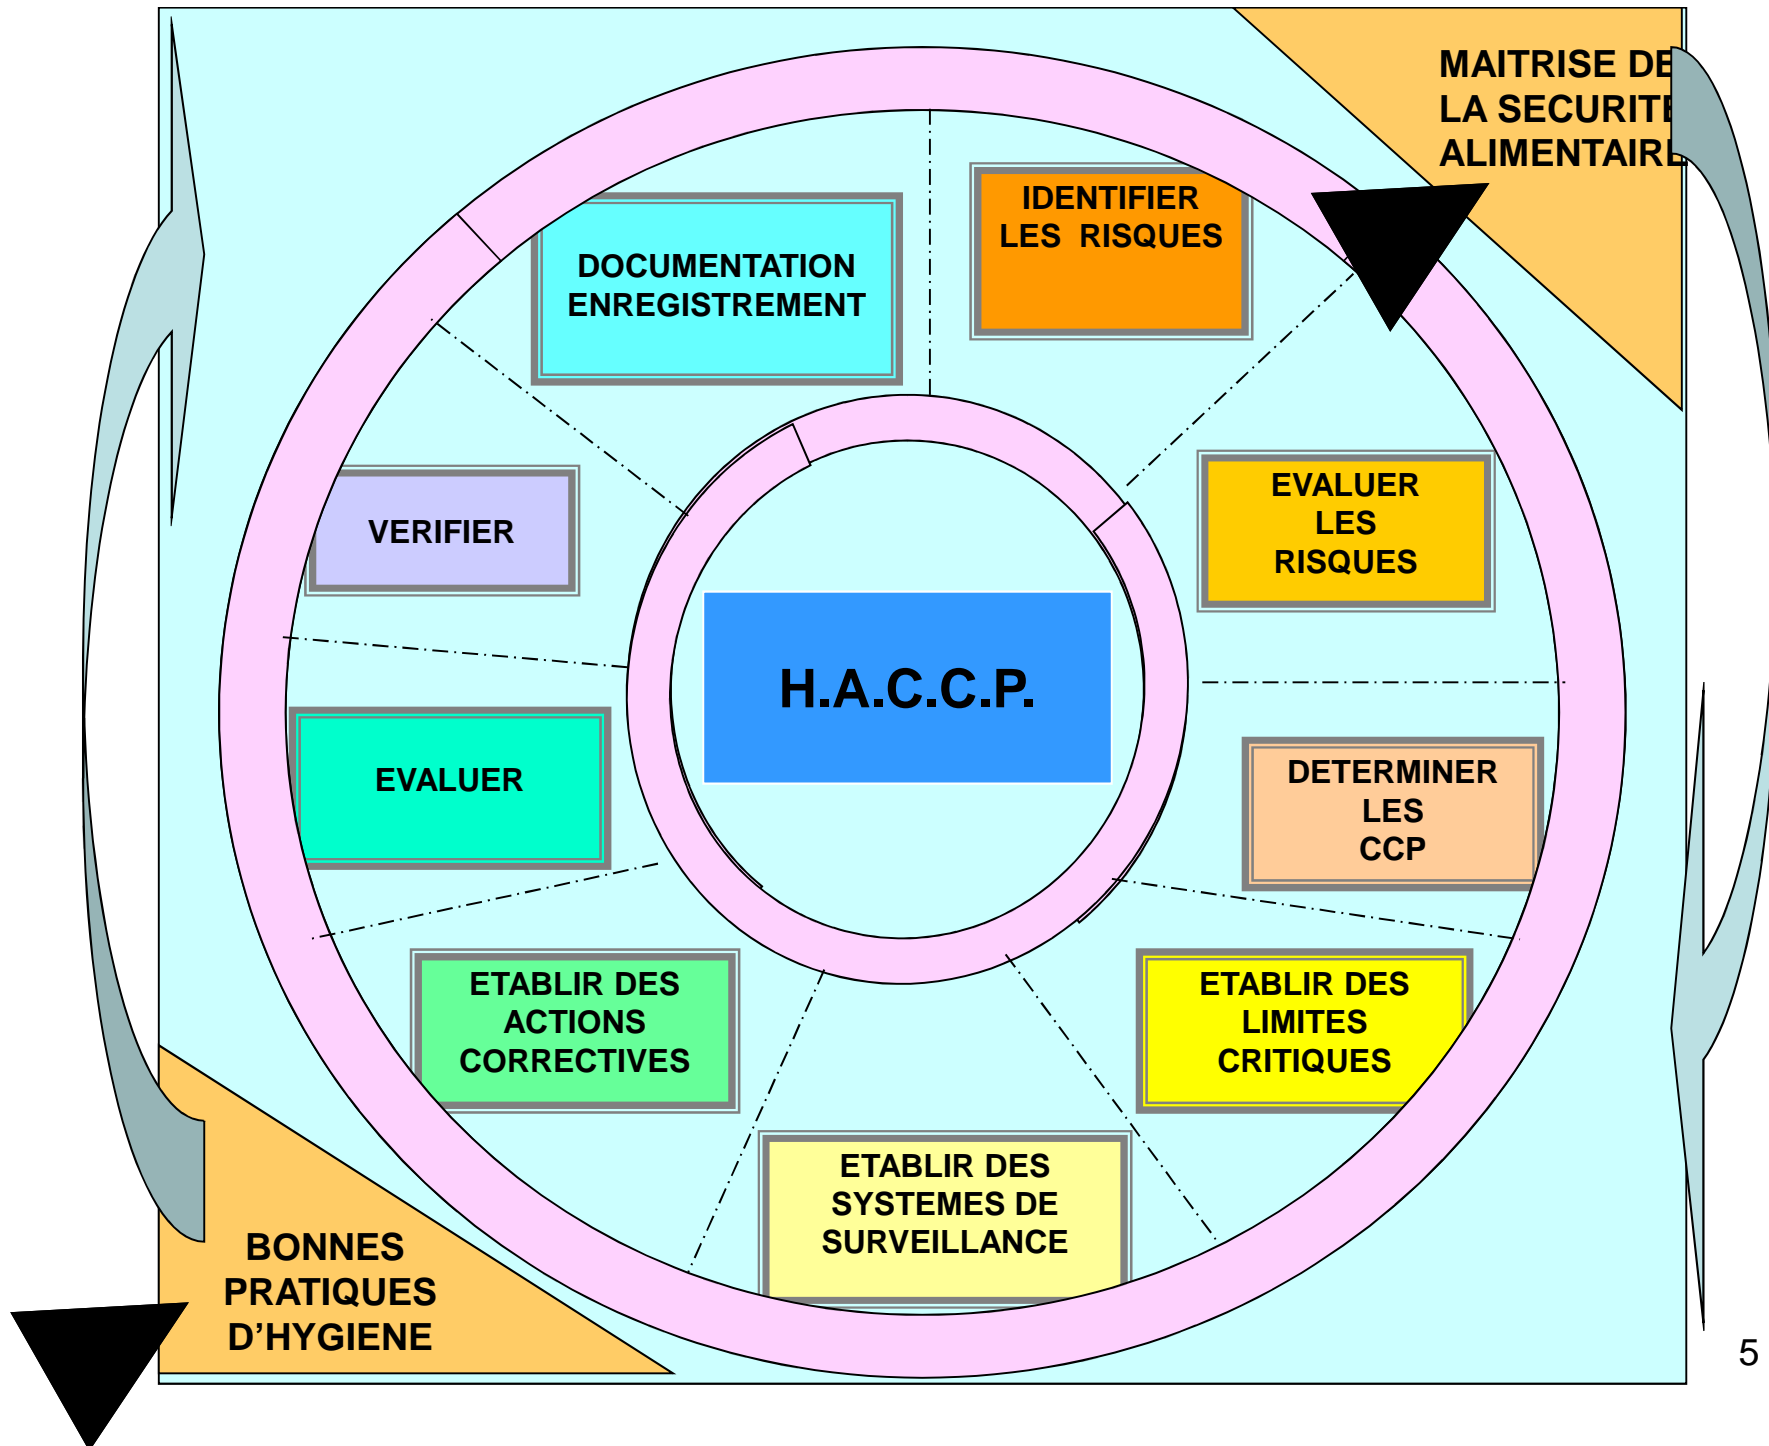 MAITRISE DE
LA SECURITE
ALIMENTAIRE
IDENTIFIER
LES RISQUES
DOCUMENTATION
ENREGISTREMENT
EVALUER
LES
RISQUES
VERIFIER
H.A.C.C.P.
EVALUER
DETERMINER
LES
CCP
ETABLIR DES
ACTIONS
CORRECTIVES
ETABLIR DES
LIMITES
CRITIQUES
ETABLIR DES
SYSTEMES DE
SURVEILLANCE
BONNES
PRATIQUES
D’HYGIENE
5